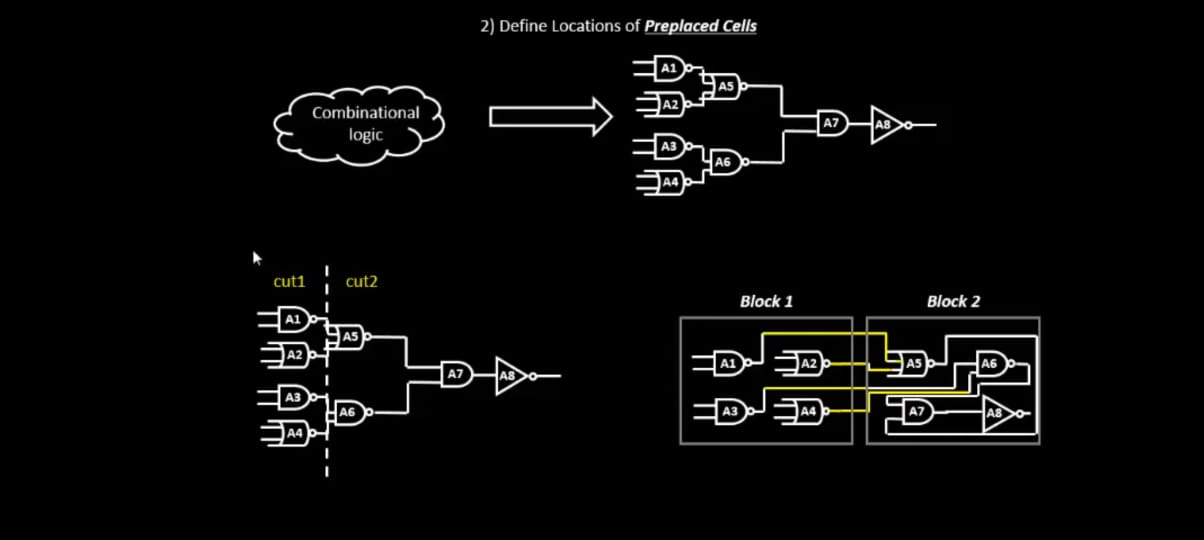 2) Define Locations of Preplaced Cells
Combinational
logic
A1
A2
A3
A4
A5
A6
A7
A8
cut1
cut2
A1
A2
A3
A4
A5
A6
A7
A8
Block 1
Block 2
A1
A2
A3
A4
A5
A6
A7
A8